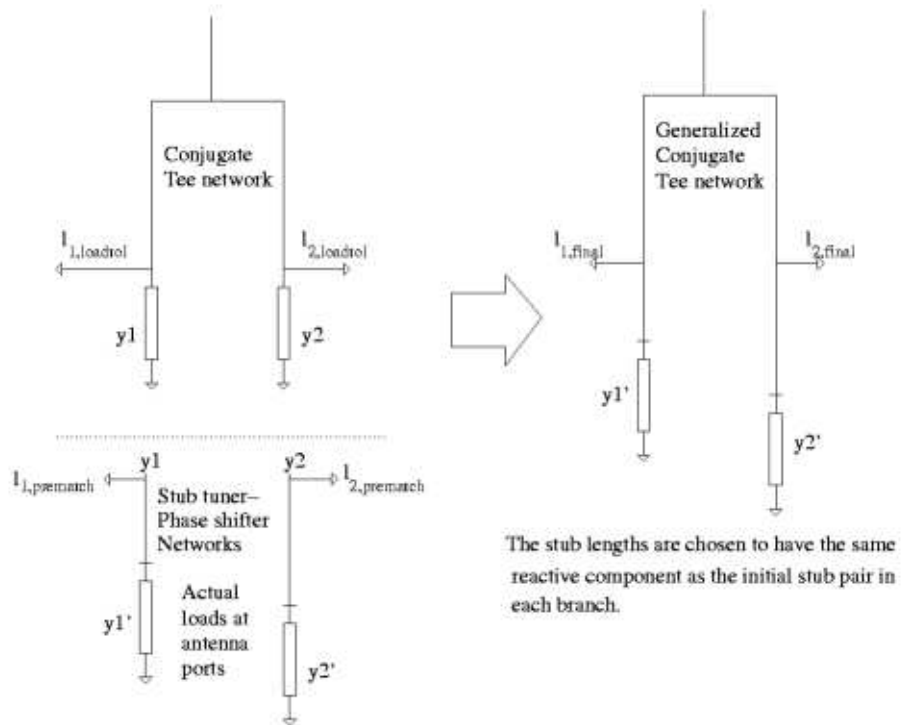 Conjugate
Tee network
l1,loadtol
l2,loadtol
y1
y2
y1
y2
l1,prematch
l2,prematch
Stub tuner–
Phase shifter
Networks
Actual
loads at
antenna
ports
y1'
y2'
Generalized
Conjugate
Tee network
l1,final
l2,final
y1'
y2'
The stub lengths are chosen to have the same
reactive component as the initial stub pair in
each branch.